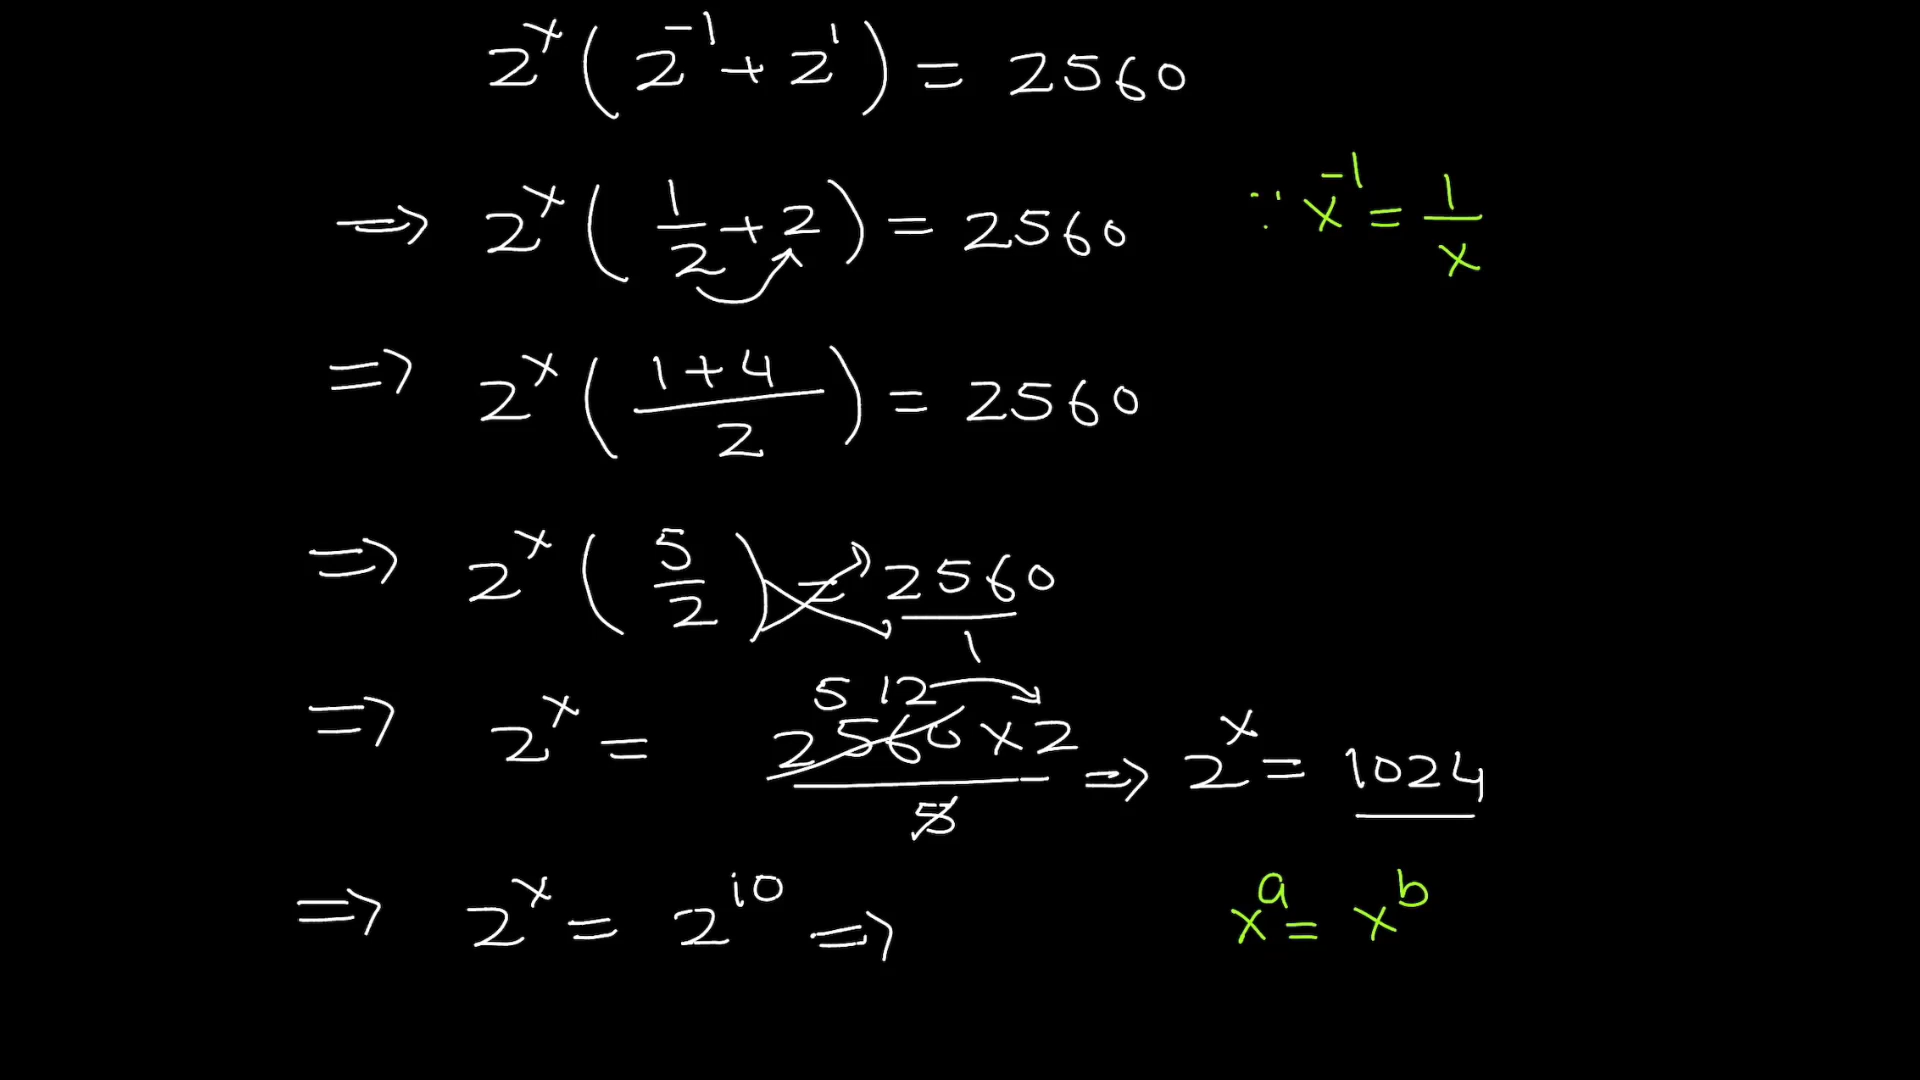 2^x (2^-1 + 2^1) = 2560
⇒ 2^x (1/2 + 2) = 2560 ∵ x^-1 = 1/x
⇒ 2^x ((1+4)/2) = 2560
⇒ 2^x (5/2) = 2560/1
512
⇒ 2^x = (2560 × 2)/5 ⇒ 2^x = 1024
⇒ 2^x = 2^10 ⇒ x^a = x^b